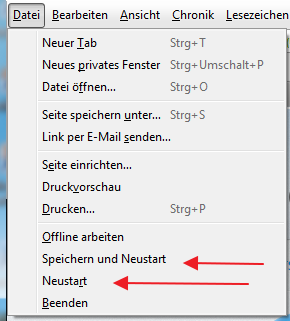 Datei Bearbeiten Ansicht Chronik Lesezeichen
Neuer Tab Strg+T
Neues privates Fenster Strg+Umschalt+P
Datei öffnen... Strg+O
Seite speichern unter... Strg+S
Link per E-Mail senden...
Seite einrichten...
Druckvorschau
Drucken... Strg+P
Offline arbeiten
Speichern und Neustart
Neustart
Beenden